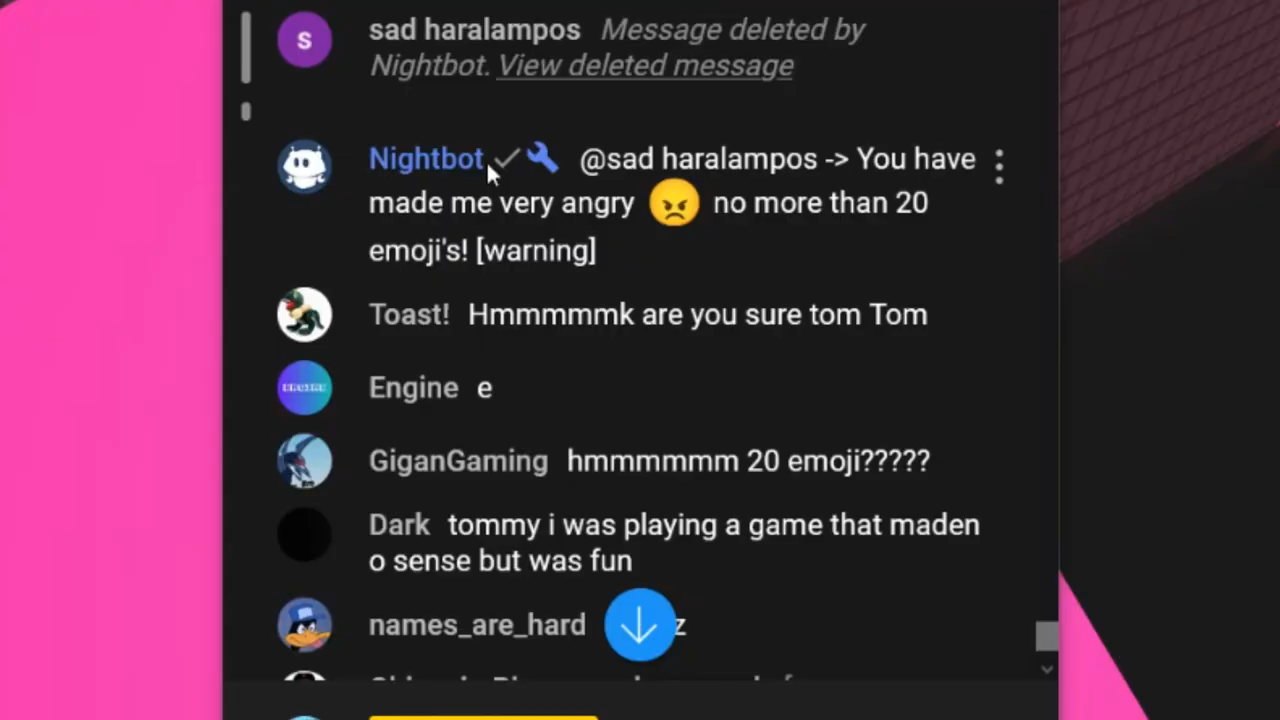 S
sad haralampos Message deleted by
Nightbot. View deleted message
Nightbot @sad haralampos -> You have
made me very angry 😠 no more than 20
emoji's! [warning]
Toast! Hmmmmmk are you sure tom Tom
Engine e
GiganGaming hmmmmmm 20 emoji?????
Dark tommy i was playing a game that maden
o sense but was fun
names_are_hard z